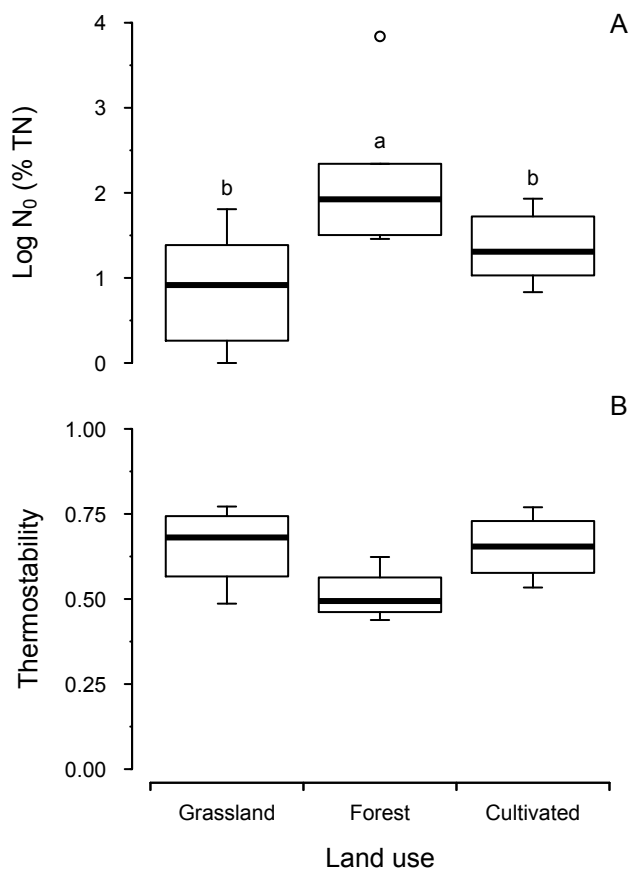 A
Log N₀ (% TN)
4
3
2
1
0
b
a
b
B
Thermostability
1.00
0.75
0.50
0.25
0.00
Grassland Forest Cultivated
Land use